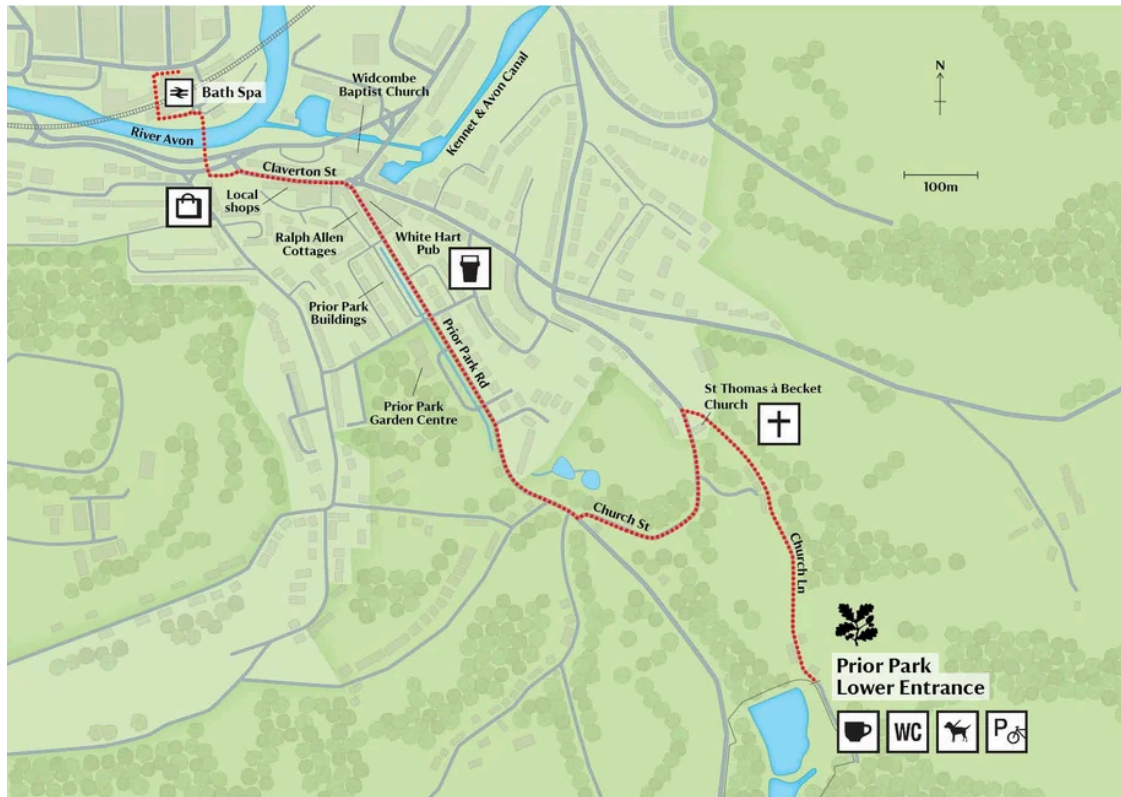 Bath Spa
River Avon
Widcombe
Baptist Church
Kennet & Avon Canal
N
100m
Claverton St
Local
shops
Ralph Allen
Cottages
White Hart
Pub
Prior Park
Buildings
Prior Park Rd
Prior Park
Garden Centre
St Thomas à Becket
Church
Church St
Church Ln
Prior Park
Lower Entrance
WC
P